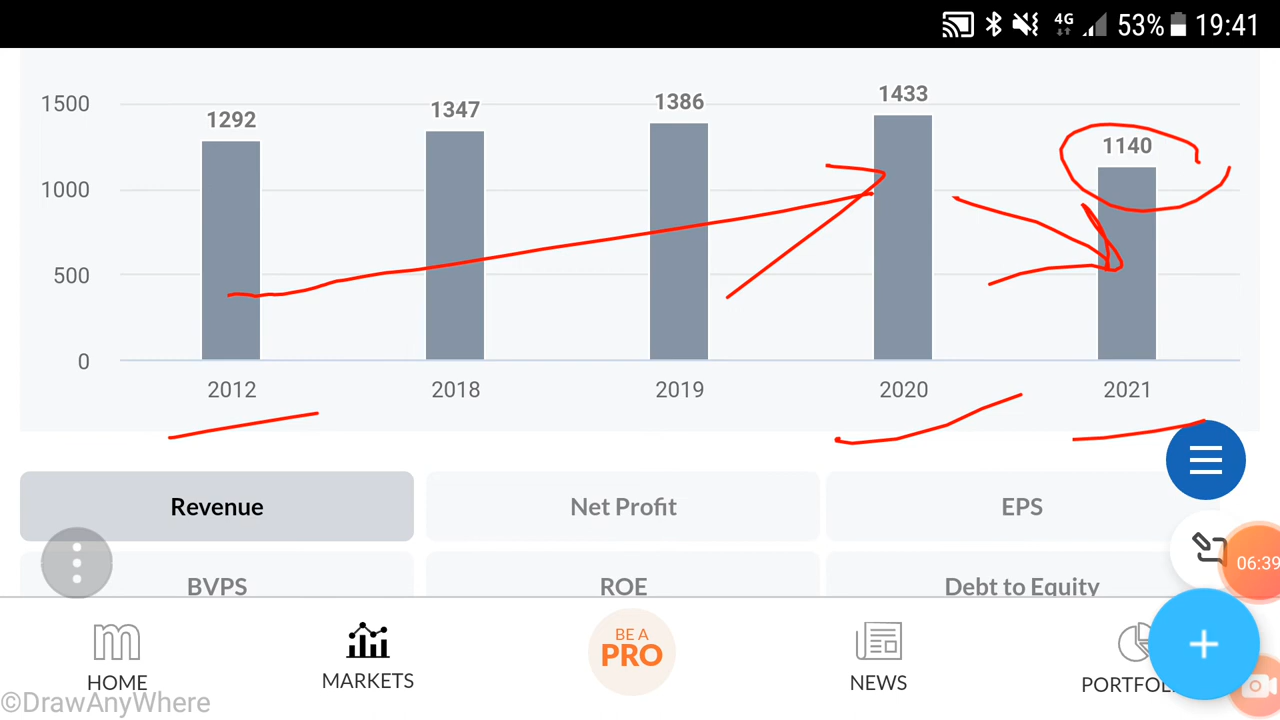 4G 53% 19:41
1500
1000
500
0
1292 1347 1386 1433 1140
2012 2018 2019 2020 2021
Revenue Net Profit EPS
BVPS ROE Debt to Equity
06:39
BE A
PRO
HOME MARKETS NEWS PORTFOL
©DrawAnyWhere